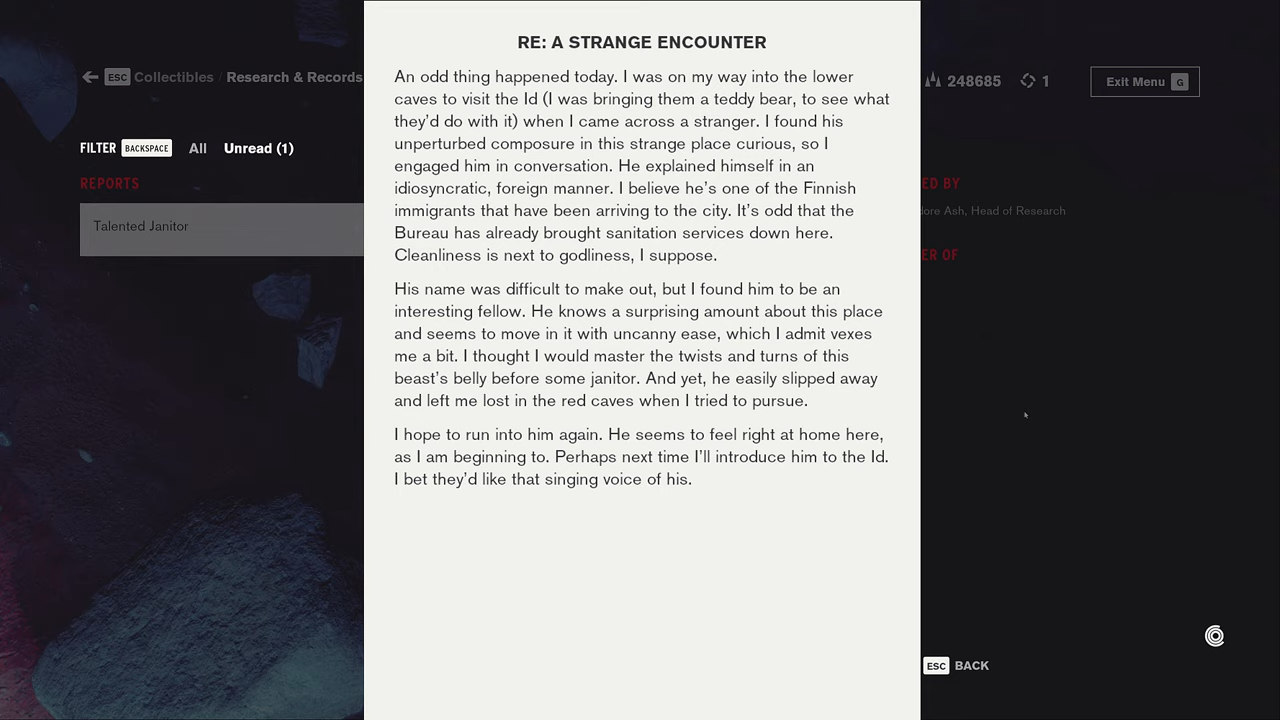 RE: A STRANGE ENCOUNTER
ESC Collectibles / Research & Records
248685
1
Exit Menu G
FILTER BACKSPACE All Unread (1)
REPORTS
Talented Janitor
An odd thing happened today. I was on my way into the lower
caves to visit the Id (I was bringing them a teddy bear, to see what
they'd do with it) when I came across a stranger. I found his
unperturbed composure in this strange place curious, so I
engaged him in conversation. He explained himself in an
idiosyncratic, foreign manner. I believe he's one of the Finnish
immigrants that have been arriving to the city. It's odd that the
Bureau has already brought sanitation services down here.
Cleanliness is next to godliness, I suppose.
His name was difficult to make out, but I found him to be an
interesting fellow. He knows a surprising amount about this place
and seems to move in it with uncanny ease, which I admit vexes
me a bit. I thought I would master the twists and turns of this
beast's belly before some janitor. And yet, he easily slipped away
and left me lost in the red caves when I tried to pursue.
I hope to run into him again. He seems to feel right at home here,
as I am beginning to. Perhaps next time I'll introduce him to the Id.
I bet they'd like that singing voice of his.
ED BY
dore Ash, Head of Research
ER OF
ESC BACK